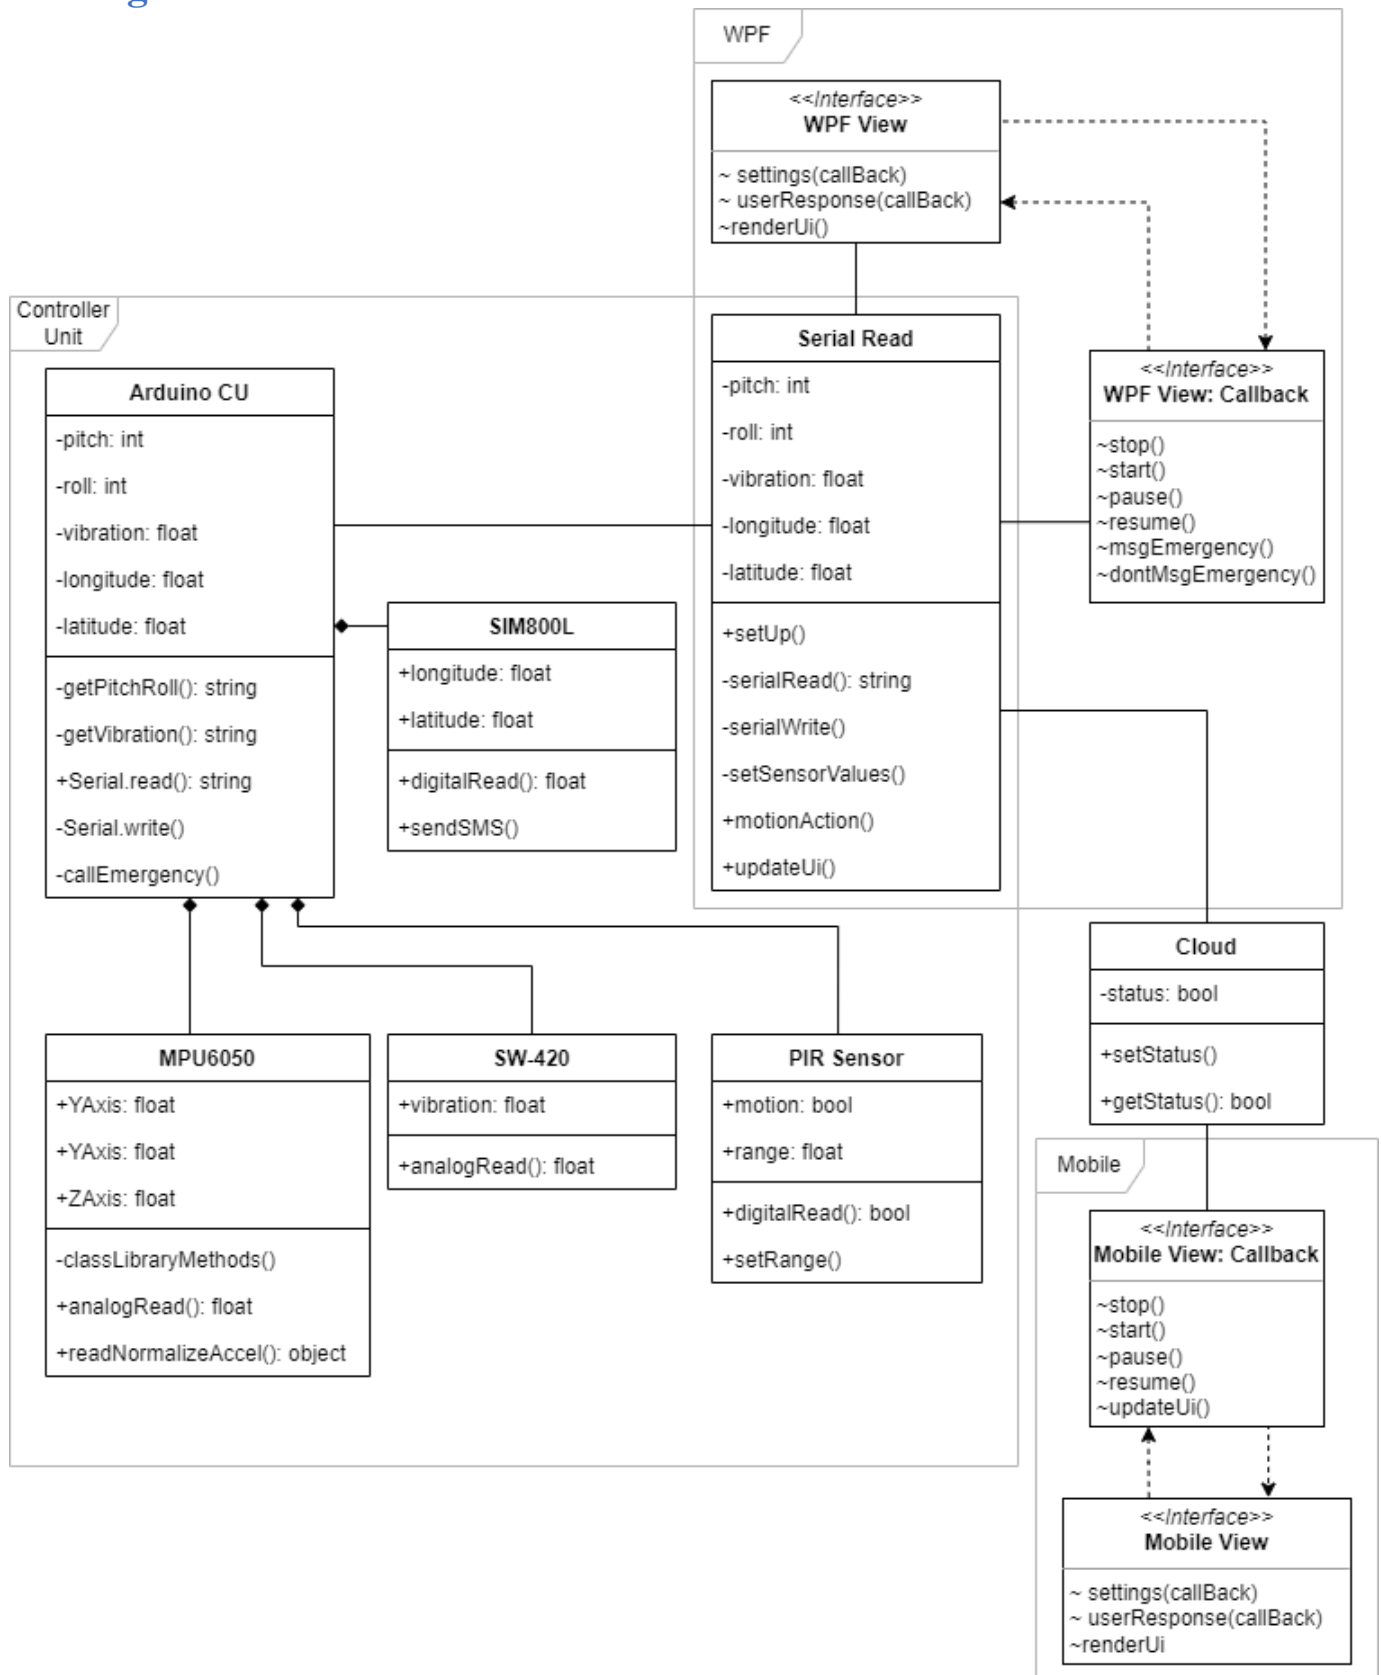 WPF
<<Interface>>
WPF View
~ settings(callBack)
~ userResponse(callBack)
~renderUi()
Controller
Unit
Arduino CU
-pitch: int
-roll: int
-vibration: float
-longitude: float
-latitude: float
-getPitchRoll(): string
-getVibration(): string
+Serial.read(): string
-Serial.write()
-callEmergency()
SIM800L
+longitude: float
+latitude: float
+digitalRead(): float
+sendSMS()
Serial Read
-pitch: int
-roll: int
-vibration: float
-longitude: float
-latitude: float
+setUp()
-serialRead(): string
-serialWrite()
-setSensorValues()
+motionAction()
+updateUi()
<<Interface>>
WPF View: Callback
~stop()
~start()
~pause()
~resume()
~msgEmergency()
~dontMsgEmergency()
MPU6050
+YAxis: float
+YAxis: float
+ZAxis: float
-classLibraryMethods()
+analogRead(): float
+readNormalizeAccel(): object
SW-420
+vibration: float
+analogRead(): float
PIR Sensor
+motion: bool
+range: float
+digitalRead(): bool
+setRange()
Cloud
-status: bool
+setStatus()
+getStatus(): bool
Mobile
<<Interface>>
Mobile View: Callback
~stop()
~start()
~pause()
~resume()
~updateUi()
<<Interface>>
Mobile View
~ settings(callBack)
~ userResponse(callBack)
~renderUi